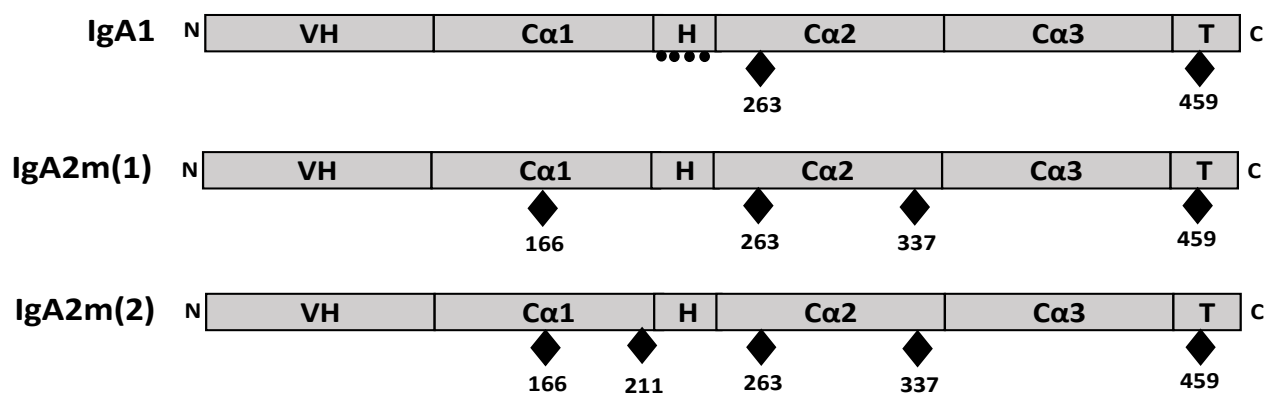 IgA1 N VH Cα1 H Cα2 Cα3 T C
263 459
IgA2m(1) N VH Cα1 H Cα2 Cα3 T C
166 263 337 459
IgA2m(2) N VH Cα1 H Cα2 Cα3 T C
166 211 263 337 459